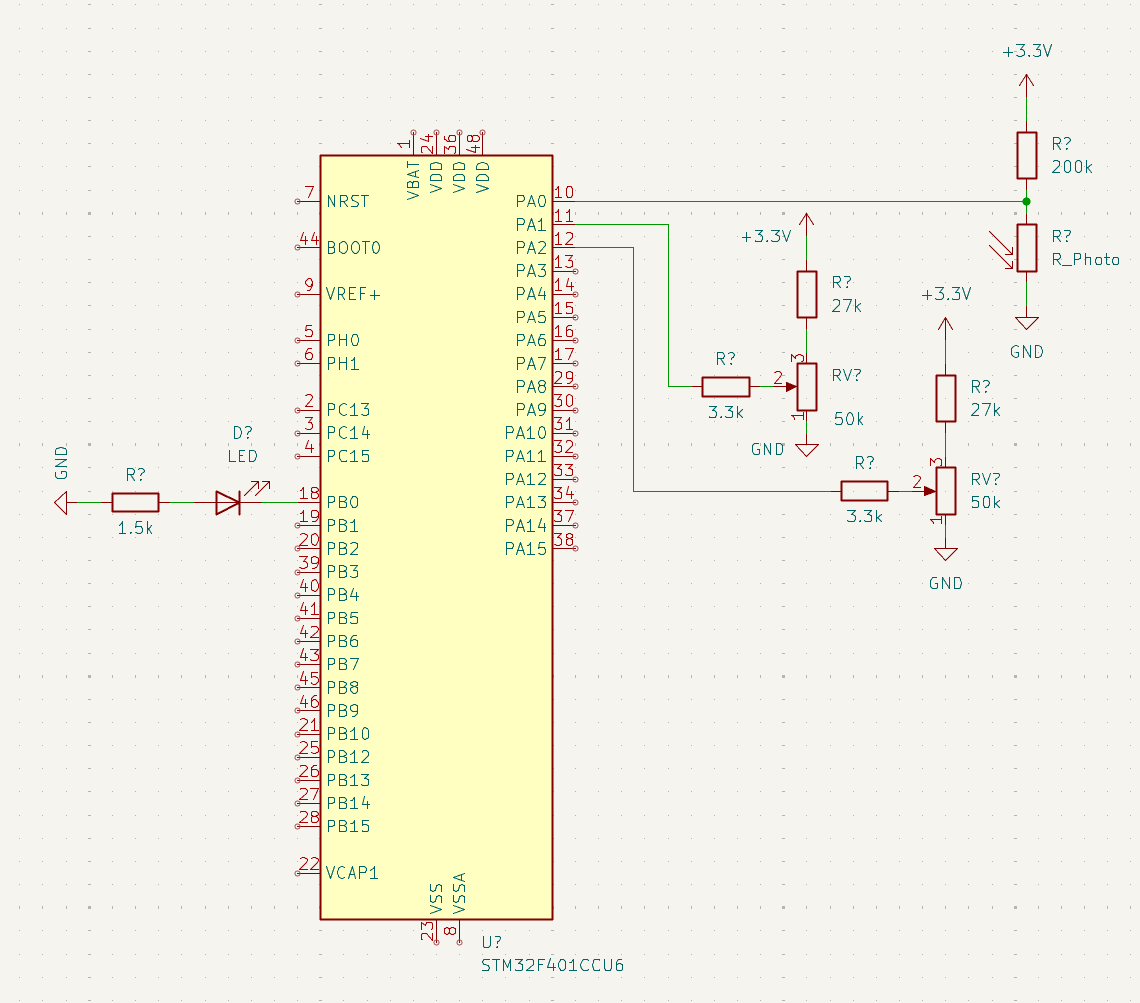 +3.3V
R?
200k
R?
R_Photo
GND
+3.3V
R?
27k
RV?
50k
GND
R?
3.3k
2
3
1
+3.3V
R?
27k
RV?
50k
GND
R?
3.3k
2
3
1
1 VBAT
24 VDD
36 VDD
48 VDD
7 NRST
44 BOOT0
9 VREF+
5 PH0
6 PH1
2 PC13
3 PC14
4 PC15
18 PB0
19 PB1
20 PB2
39 PB3
40 PB4
41 PB5
42 PB6
43 PB7
45 PB8
46 PB9
21 PB10
25 PB12
26 PB13
27 PB14
28 PB15
22 VCAP1
PA0 10
PA1 11
PA2 12
PA3 13
PA4 14
PA5 15
PA6 16
PA7 17
PA8 29
PA9 30
PA10 31
PA11 32
PA12 33
PA13 34
PA14 37
PA15 38
VSS 23
VSSA 8
U?
STM32F401CCU6
GND
R?
1.5k
D?
LED